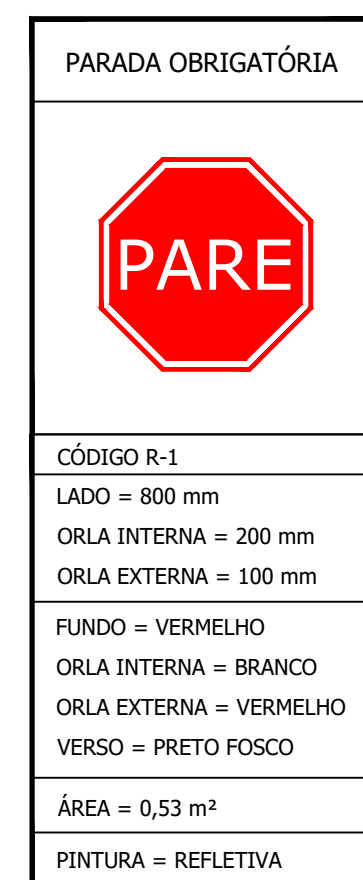 PARADA OBRIGATÓRIA
PARE
CÓDIGO R-1
LADO = 800 mm
ORLA INTERNA = 200 mm
ORLA EXTERNA = 100 mm
FUNDO = VERMELHO
ORLA INTERNA = BRANCO
ORLA EXTERNA = VERMELHO
VERSO = PRETO FOSCO
ÁREA = 0,53 m²
PINTURA = REFLETIVA